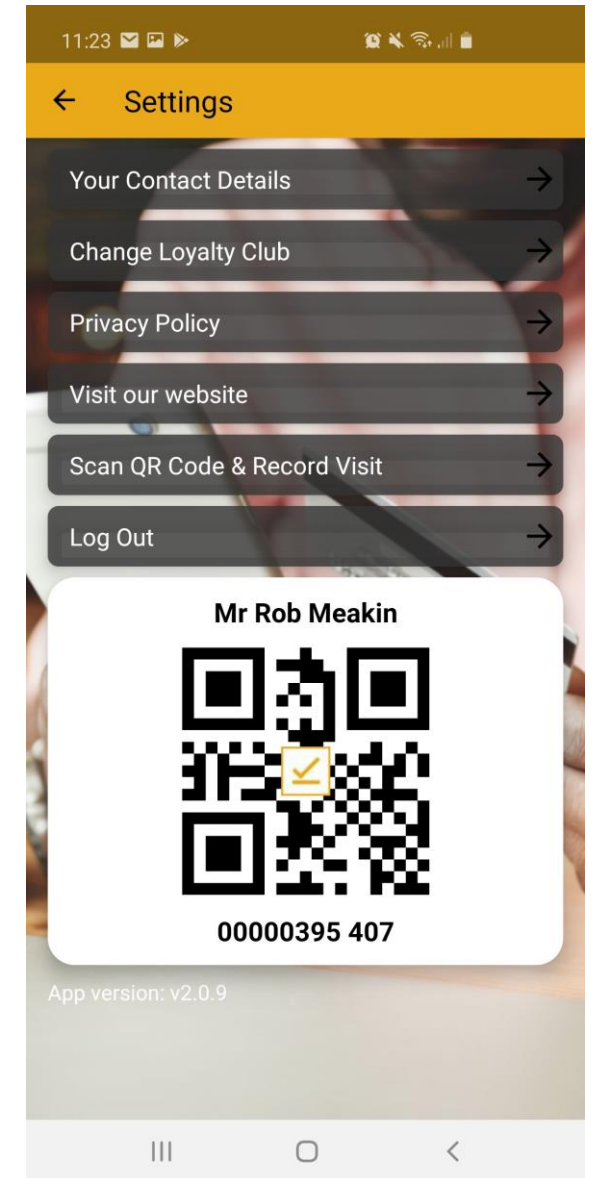 11:23
Settings
Your Contact Details
Change Loyalty Club
Privacy Policy
Visit our website
Scan QR Code & Record Visit
Log Out
Mr Rob Meakin
00000395 407
App version: v2.0.9